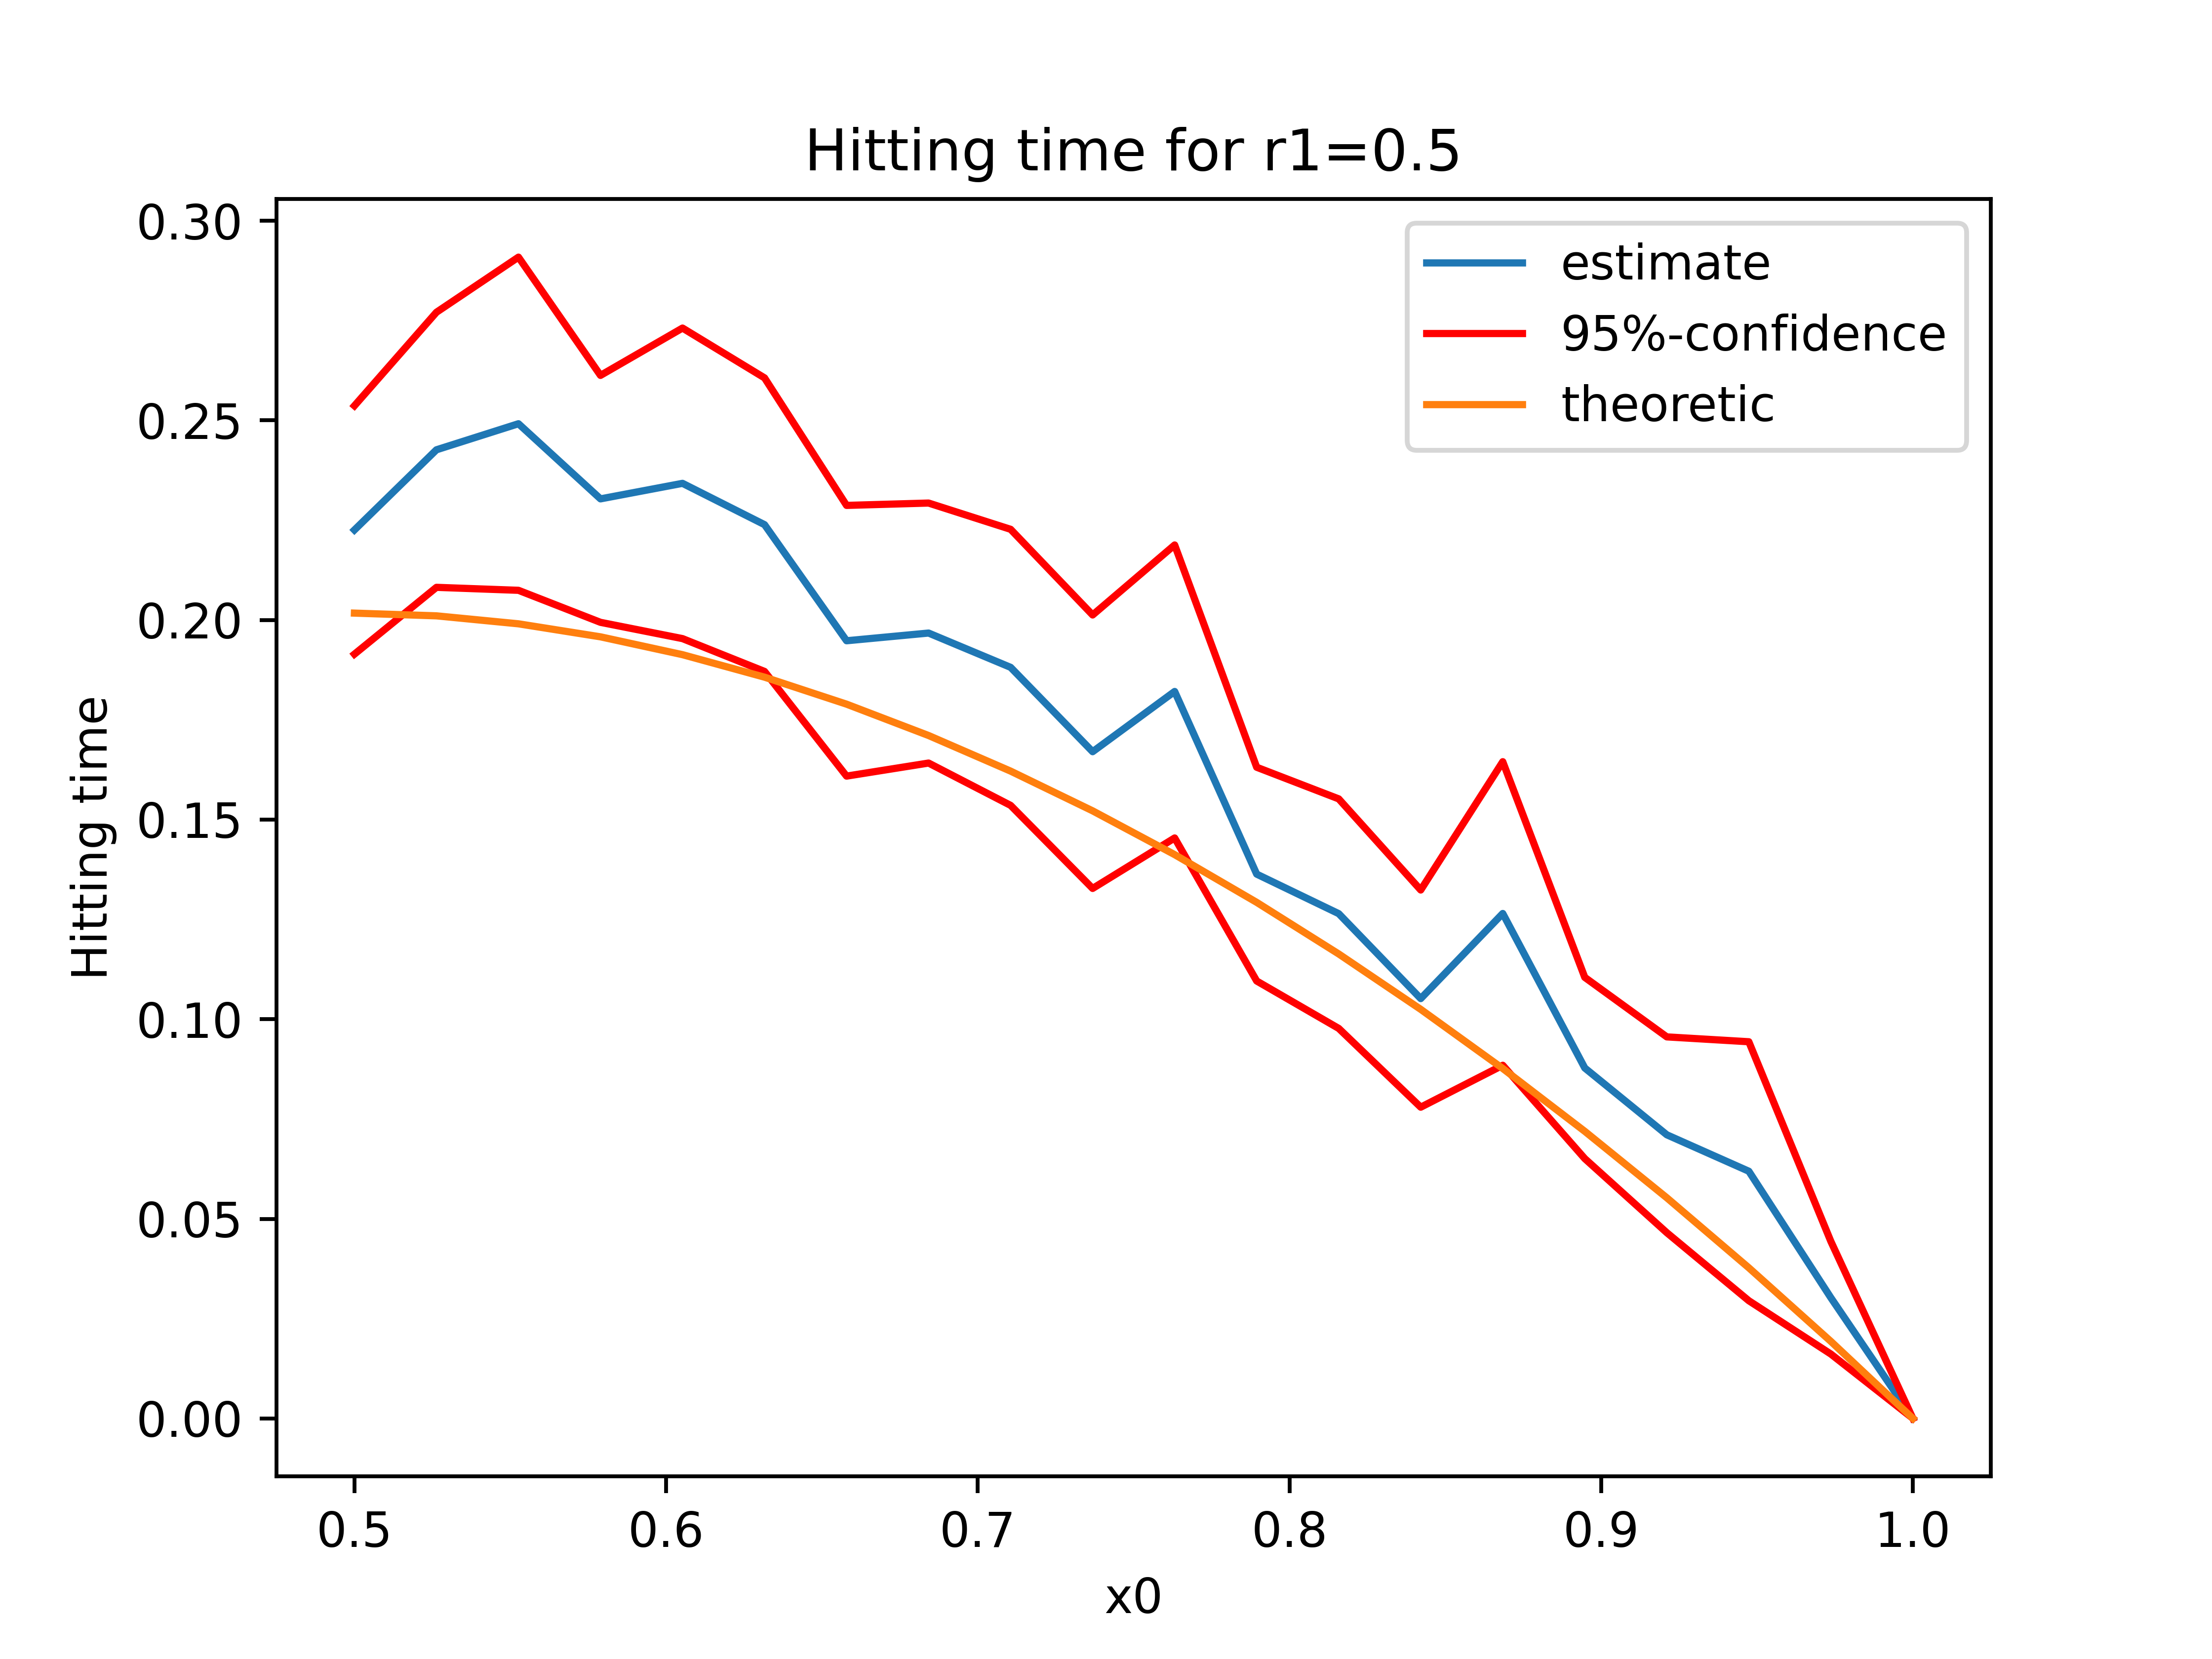 Hitting time for r1=0.5
estimate
95%-confidence
theoretic
Hitting time
0.30
0.25
0.20
0.15
0.10
0.05
0.00
0.5 0.6 0.7 0.8 0.9 1.0
x0